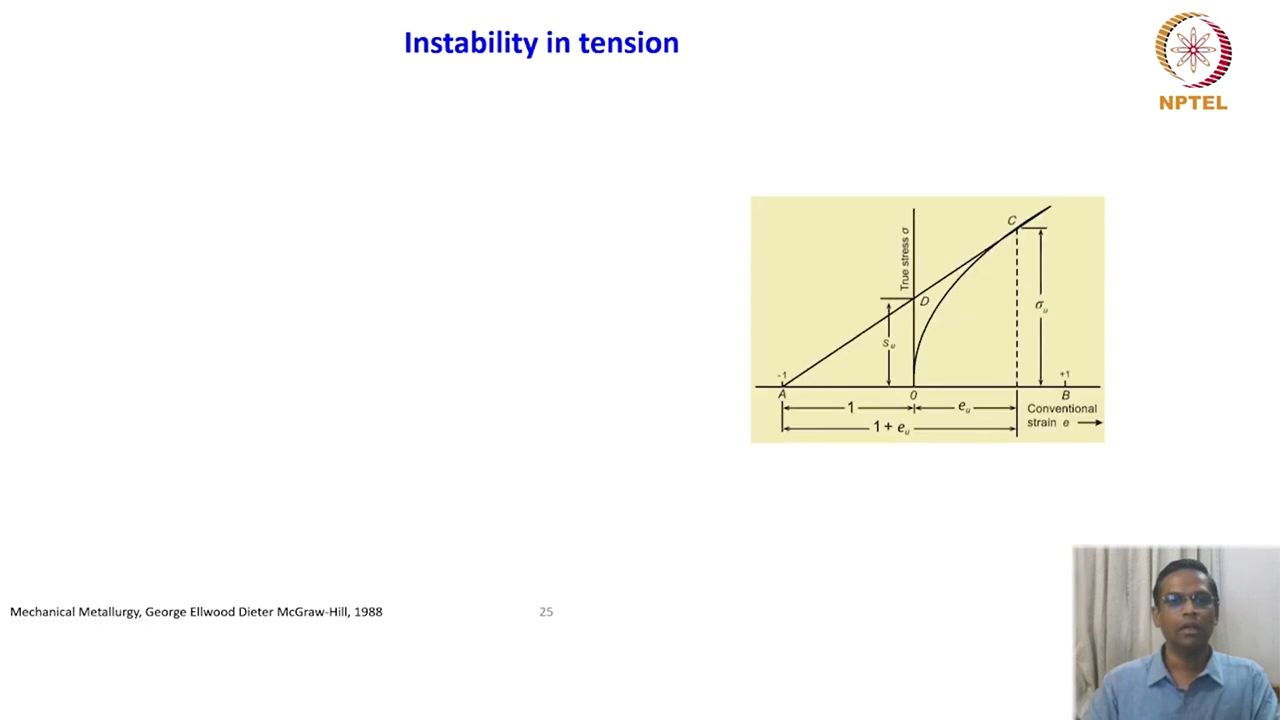 Instability in tension
NPTEL
C
True stress σ
D
σu
su
-1
+1
A
0
B
1
eu
Conventional
strain e
1 + eu
Mechanical Metallurgy, George Ellwood Dieter McGraw-Hill, 1988
25